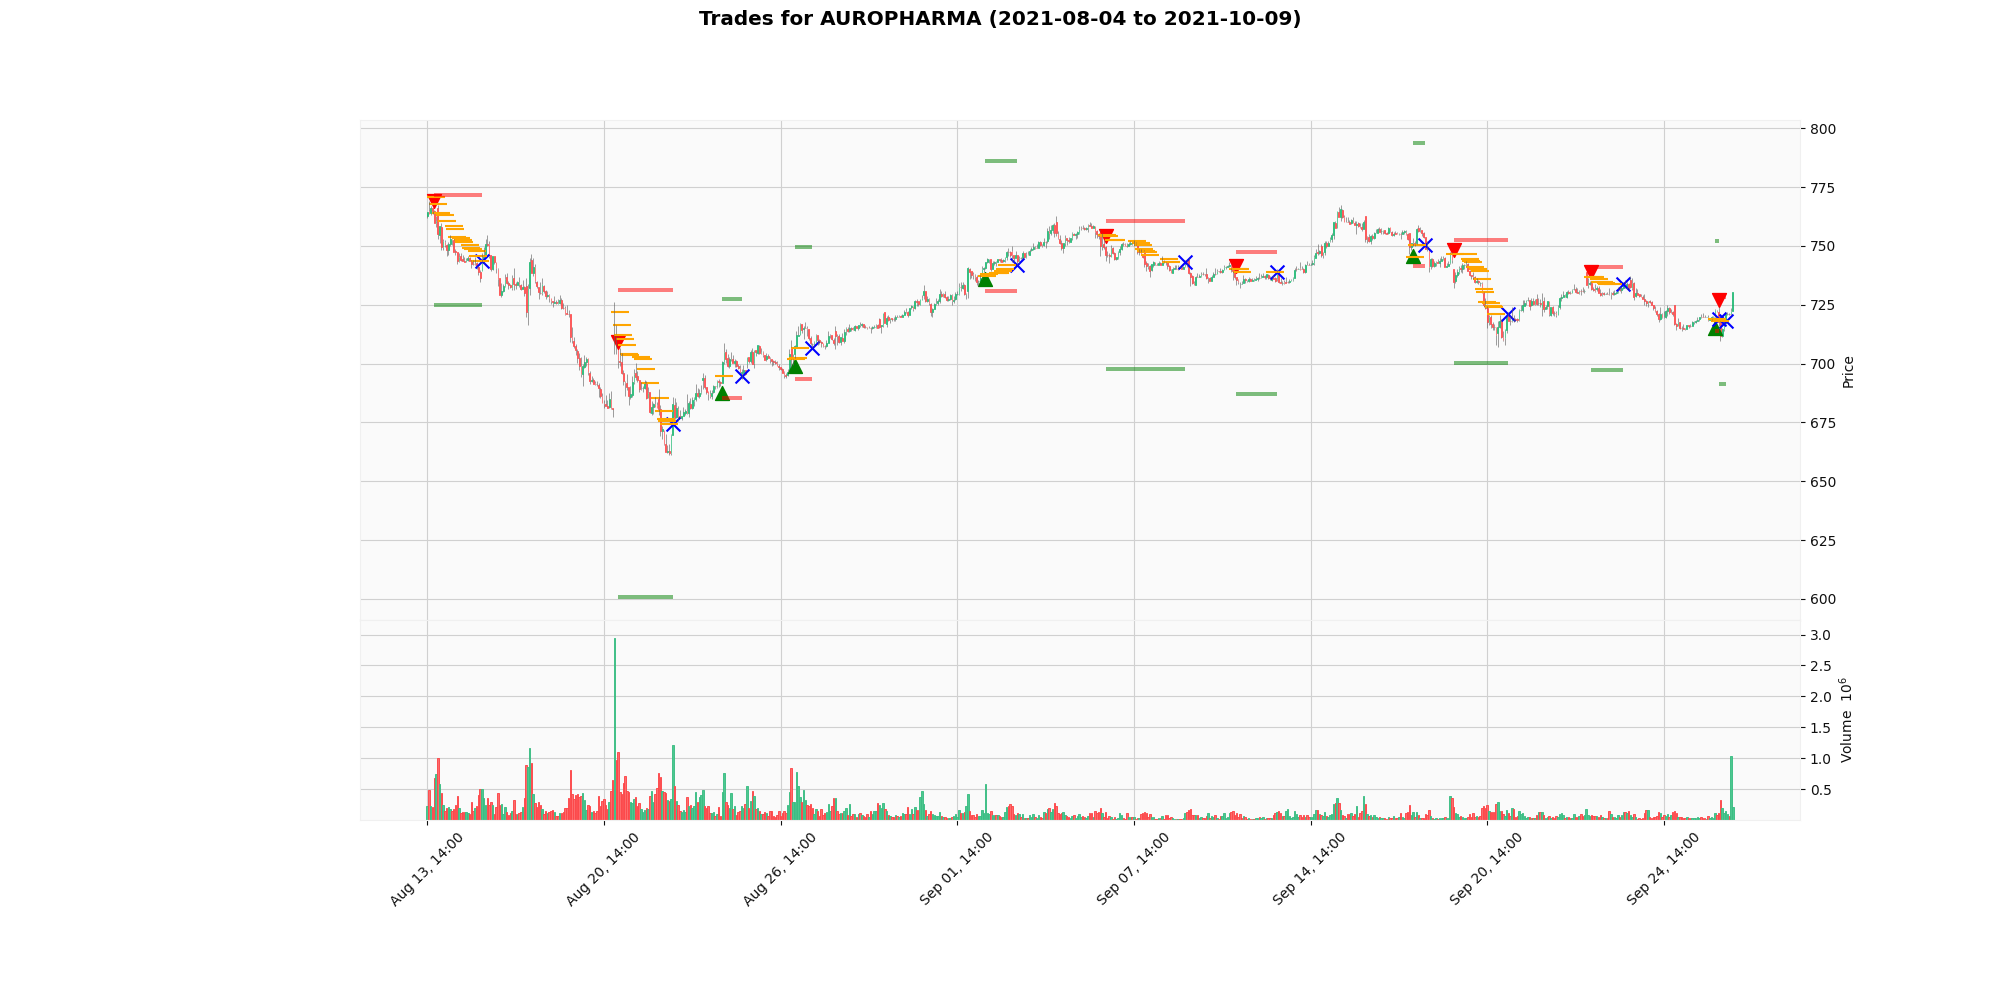 Trades for AUROPHARMA (2021-08-04 to 2021-10-09)
800
775
750
725
700
675
650
625
600
Price
3.0
2.5
2.0
1.5
1.0
0.5
Volume 10^6
Aug 13, 14:00
Aug 20, 14:00
Aug 26, 14:00
Sep 01, 14:00
Sep 07, 14:00
Sep 14, 14:00
Sep 20, 14:00
Sep 24, 14:00